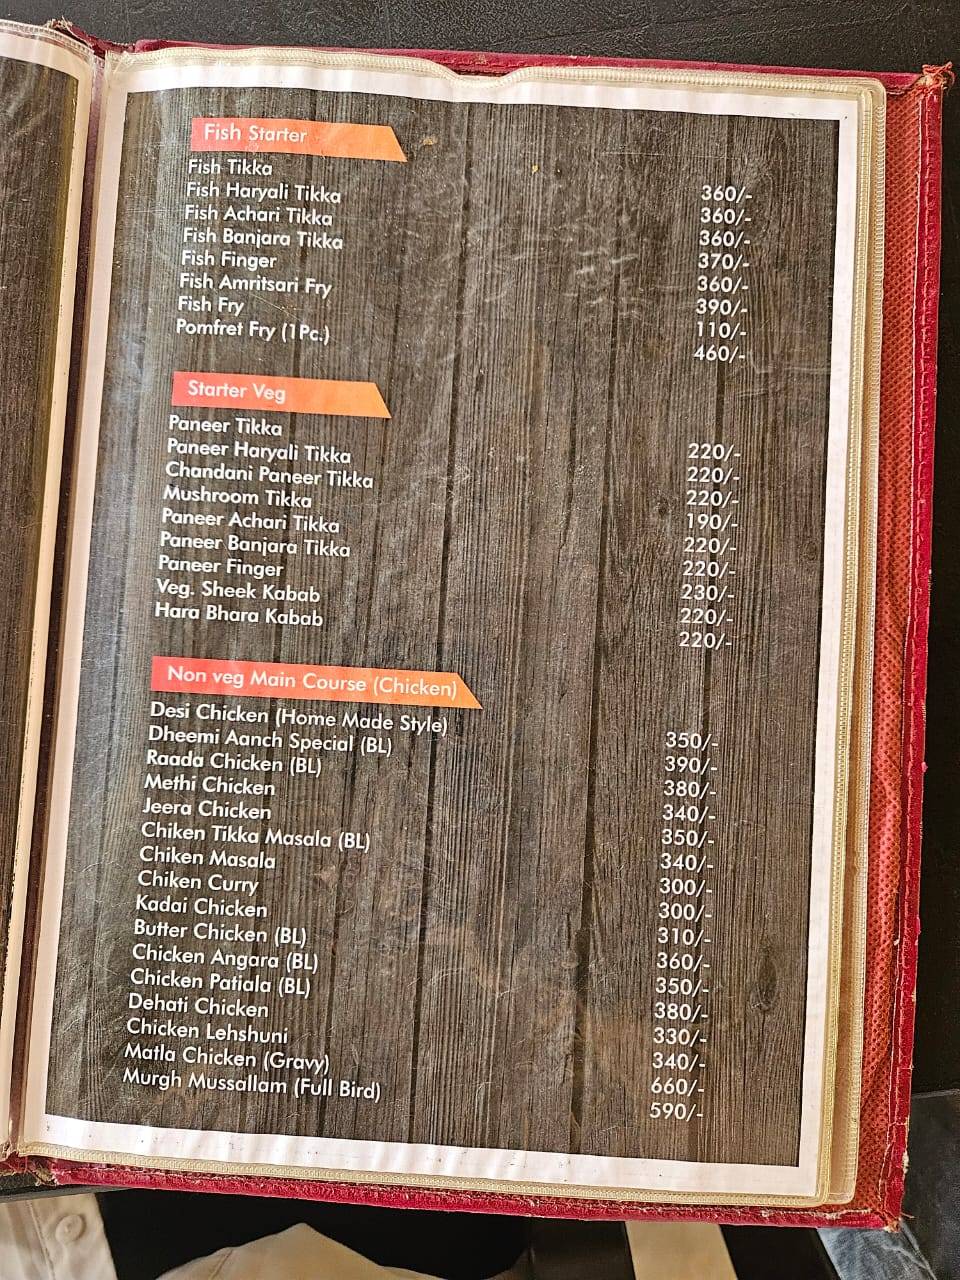 Fish Starter
Fish Tikka 360/-
Fish Haryali Tikka 360/-
Fish Achari Tikka 360/-
Fish Banjara Tikka 370/-
Fish Finger 360/-
Fish Amritsari Fry 390/-
Fish Fry 110/-
Pomfret Fry (1Pc.) 460/-
Starter Veg
Paneer Tikka 220/-
Paneer Haryali Tikka 220/-
Chandani Paneer Tikka 220/-
Mushroom Tikka 190/-
Paneer Achari Tikka 220/-
Paneer Banjara Tikka 220/-
Paneer Finger 230/-
Veg. Sheek Kabab 220/-
Hara Bhara Kabab 220/-
Non veg Main Course (Chicken)
Desi Chicken (Home Made Style) 350/-
Dheemi Aanch Special (BL) 390/-
Raada Chicken (BL) 380/-
Methi Chicken 340/-
Jeera Chicken 350/-
Chiken Tikka Masala (BL) 340/-
Chiken Masala 300/-
Chiken Curry 300/-
Kadai Chicken 310/-
Butter Chicken (BL) 360/-
Chicken Angara (BL) 350/-
Chicken Patiala (BL) 380/-
Dehati Chicken 330/-
Chicken Lehshuni 340/-
Matla Chicken (Gravy) 660/-
Murgh Mussallam (Full Bird) 590/-